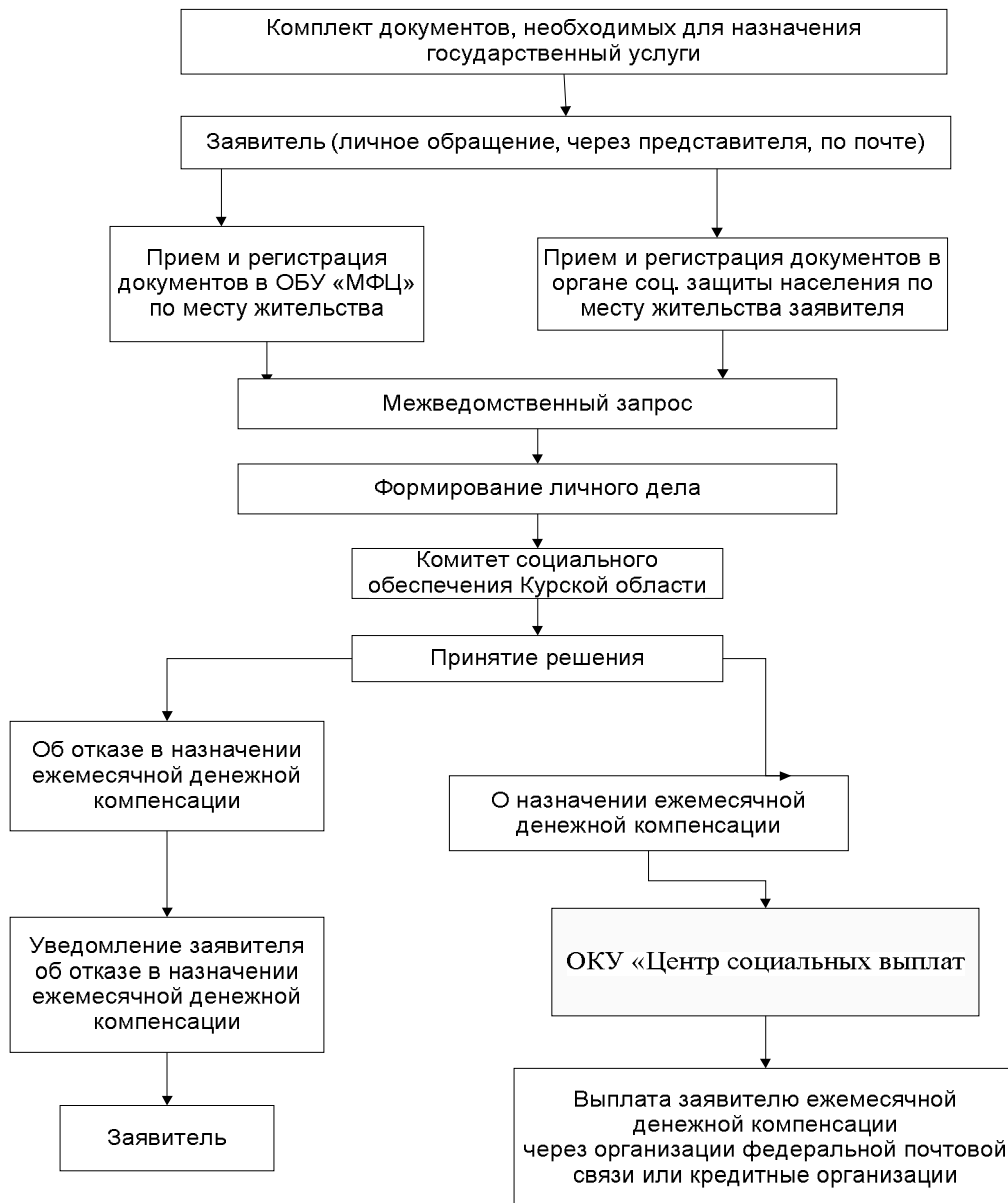 Комплект документов, необходимых для назначения
государственный услуги
Заявитель (личное обращение, через представителя, по почте)
Прием и регистрация
документов в ОБУ «МФЦ»
по месту жительства
Прием и регистрация документов в
органе соц. защиты населения по
месту жительства заявителя
Межведомственный запрос
Формирование личного дела
Комитет социального
обеспечения Курской области
Принятие решения
Об отказе в назначении
ежемесячной денежной
компенсации
О назначении ежемесячной
денежной компенсации
Уведомление заявителя
об отказе в назначении
ежемесячной денежной
компенсации
ОКУ «Центр социальных выплат
Заявитель
Выплата заявителю ежемесячной
денежной компенсации
через организации федеральной почтовой
связи или кредитные организации